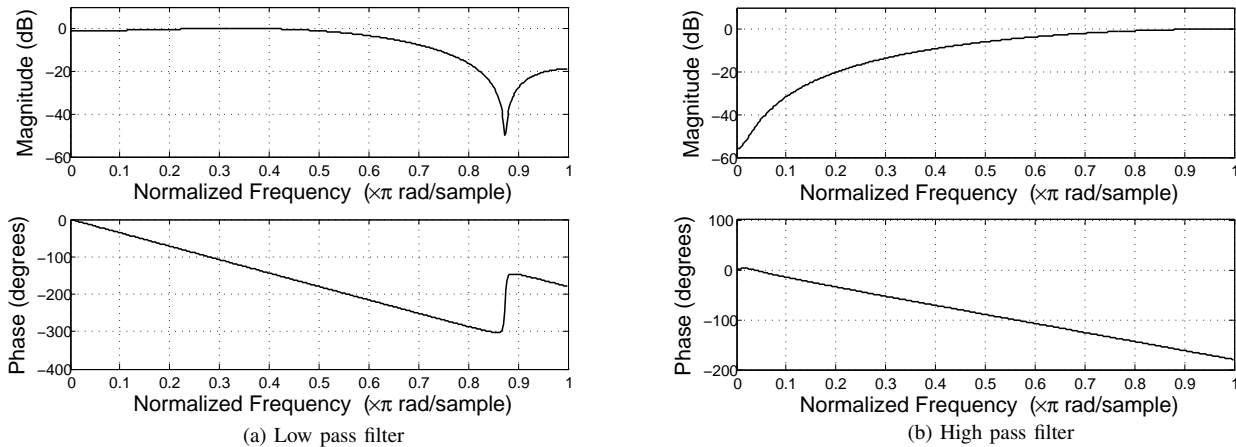 Magnitude (dB)
0
−20
−40
−60
0 0.1 0.2 0.3 0.4 0.5 0.6 0.7 0.8 0.9 1
Normalized Frequency (×π rad/sample)
Phase (degrees)
0
−100
−200
−300
−400
0 0.1 0.2 0.3 0.4 0.5 0.6 0.7 0.8 0.9 1
Normalized Frequency (×π rad/sample)
(a) Low pass filter
Magnitude (dB)
0
−20
−40
−60
0 0.1 0.2 0.3 0.4 0.5 0.6 0.7 0.8 0.9 1
Normalized Frequency (×π rad/sample)
Phase (degrees)
100
0
−100
−200
0 0.1 0.2 0.3 0.4 0.5 0.6 0.7 0.8 0.9 1
Normalized Frequency (×π rad/sample)
(b) High pass filter